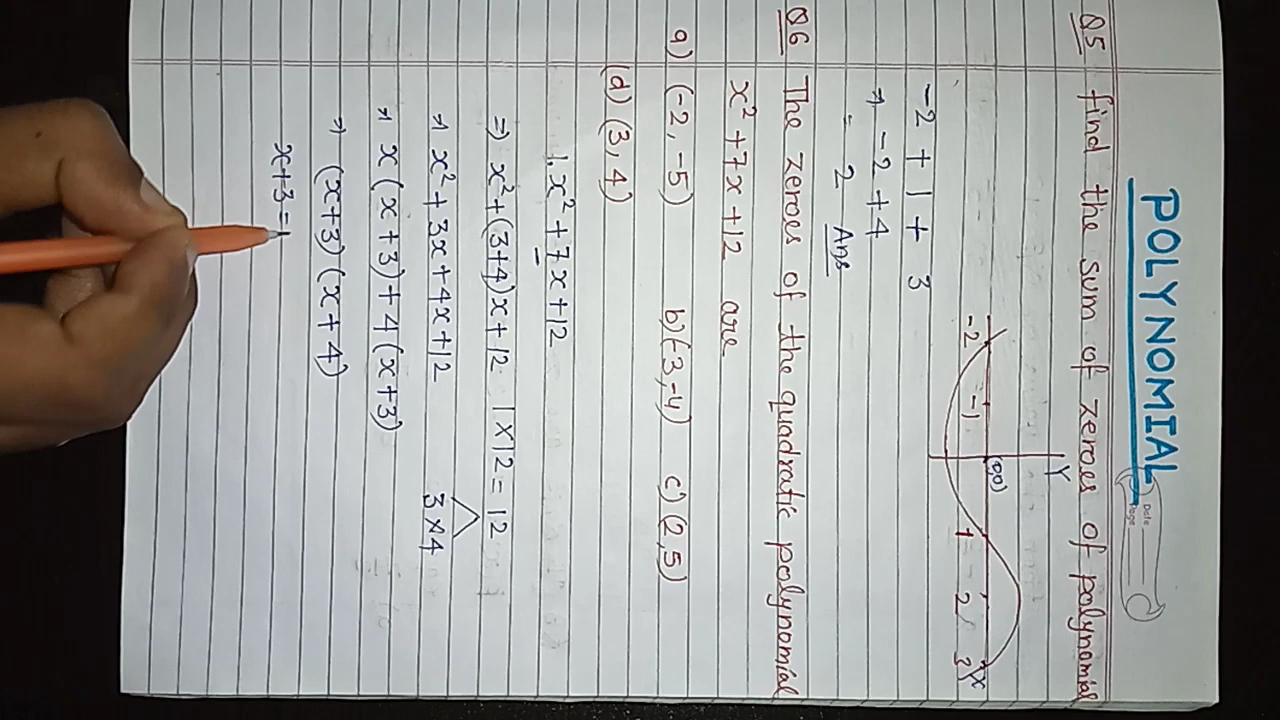 POLYNOMIAL
Date
Page
Q5 find the sum of zeroes of polynomial
Y
(0,0)
-2 -1 1 2 3 X
-2 + 1 + 3
⇒ -2 + 4
= 2 Ans
Q6 The zeroes of the quadratic polynomial
x² + 7x + 12 are
a) (-2, -5) b) (-3, -4) c) (2, 5)
(d) (3, 4)
1. x² + 7x + 12
⇒ x² + (3+4)x + 12 1 × 12 = 12
⇒ x² + 3x + 4x + 12 3 × 4
⇒ x (x + 3) + 4 (x + 3)
⇒ (x + 3) (x + 4)
x + 3 =